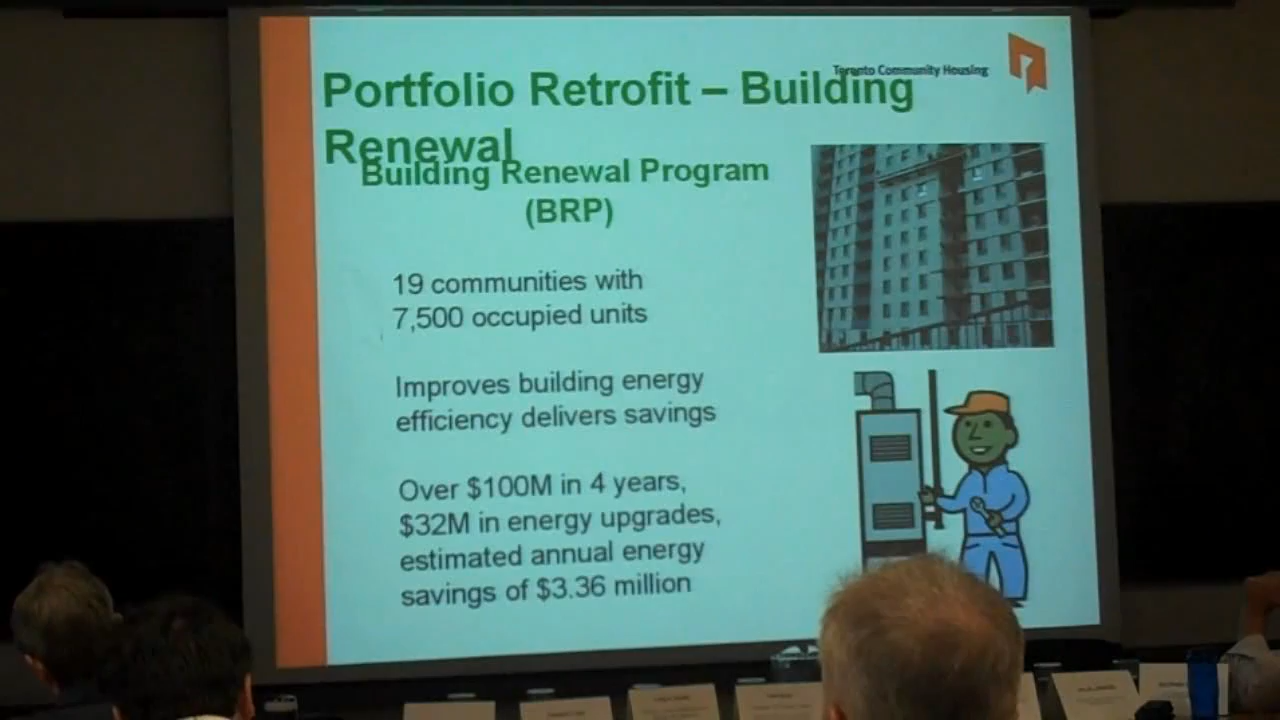 Toronto Community Housing
Portfolio Retrofit – Building
Renewal
Building Renewal Program
(BRP)
19 communities with
7,500 occupied units
Improves building energy
efficiency delivers savings
Over $100M in 4 years,
$32M in energy upgrades,
estimated annual energy
savings of $3.36 million